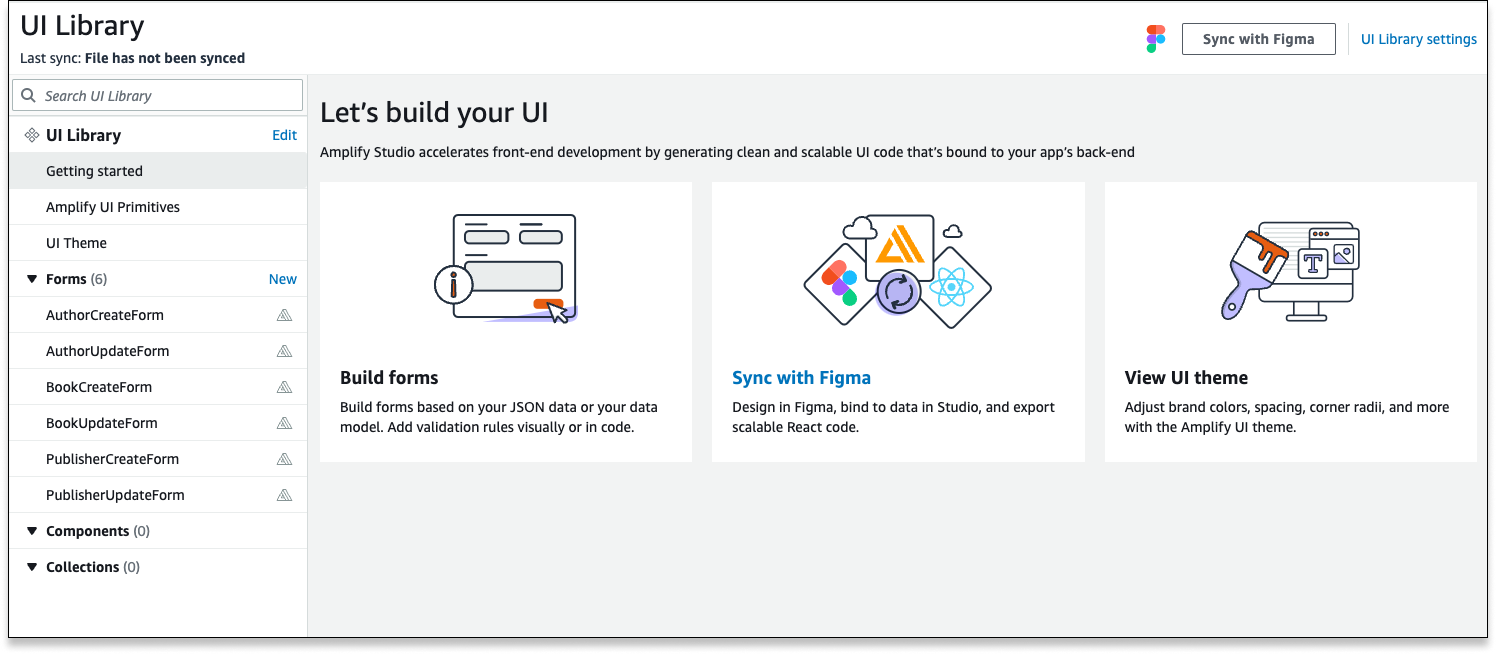 UI Library
Last sync: File has not been synced
Sync with Figma
UI Library settings
Search UI Library
UI Library
Edit
Getting started
Amplify UI Primitives
UI Theme
Forms (6)
New
AuthorCreateForm
AuthorUpdateForm
BookCreateForm
BookUpdateForm
PublisherCreateForm
PublisherUpdateForm
Components (0)
Collections (0)
Let’s build your UI
Amplify Studio accelerates front-end development by generating clean and scalable UI code that’s bound to your app’s back-end
i
Build forms
Build forms based on your JSON data or your data
model. Add validation rules visually or in code.
Sync with Figma
Design in Figma, bind to data in Studio, and export
scalable React code.
T
View UI theme
Adjust brand colors, spacing, corner radii, and more
with the Amplify UI theme.